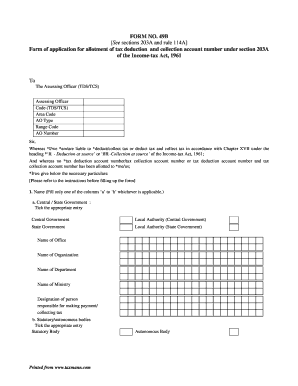 FORM NO. 49B
[See sections 203A and rule 114A]
Form of application for allotment of tax deduction and collection account number under section 203A
of the Income-tax Act, 1961
To
The Assessing Officer (TDS/TCS)
Assessing Officer
Code (TDS/TCS)
Area Code
AO Type
Range Code
AO Number
Sir,
Whereas *I/we *am/are liable to *deduct/collect tax or deduct tax and collect tax in accordance with Chapter XVII under the
heading *'B. - Deduction at source' or 'BB.-Collection at source' of the Income-tax Act, 1961;
And whereas no *tax deduction account number/tax collection account number or tax deduction account number and tax
collection account number has been allotted to *me/us;
*I/we give below the necessary particulars:
[Please refer to the instructions before filling up the form]
1. Name (Fill only one of the columns 'a' to 'h' whichever is applicable.)
a. Central / State Government :
Tick the appropriate entry
Central Government
Local Authority (Central Government)
State Government
Local Authority (State Government)
Name of Office
Name of Organization
Name of Department
Name of Ministry
Designation of person
responsible for making payment/
collecting tax
b. Statutory/autonomous bodies
Tick the appropriate entry
Statutory Body
Autonomous Body
Printed from www.taxmann.com